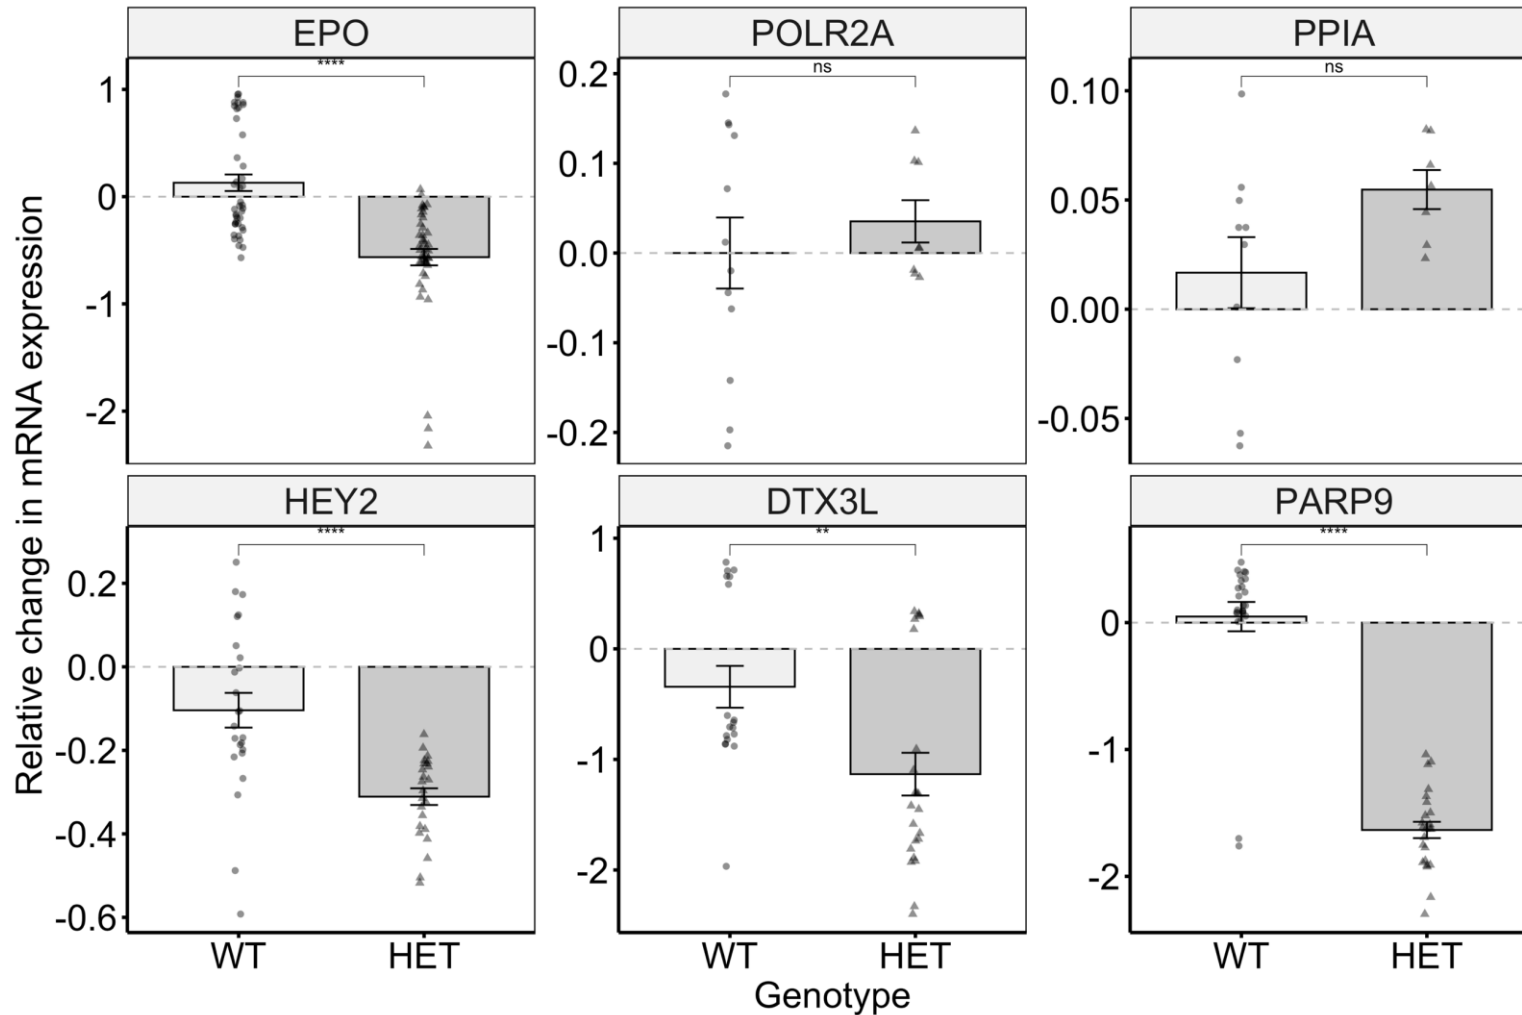 EPO
POLR2A
PPIA
****
ns
ns
1
0
-1
-2
0.2
0.1
0.0
-0.1
-0.2
0.10
0.05
0.00
-0.05
HEY2
DTX3L
PARP9
****
**
****
0.2
0.0
-0.2
-0.4
-0.6
1
0
-1
-2
0
-1
-2
WT
HET
WT
HET
WT
HET
Genotype
Relative change in mRNA expression